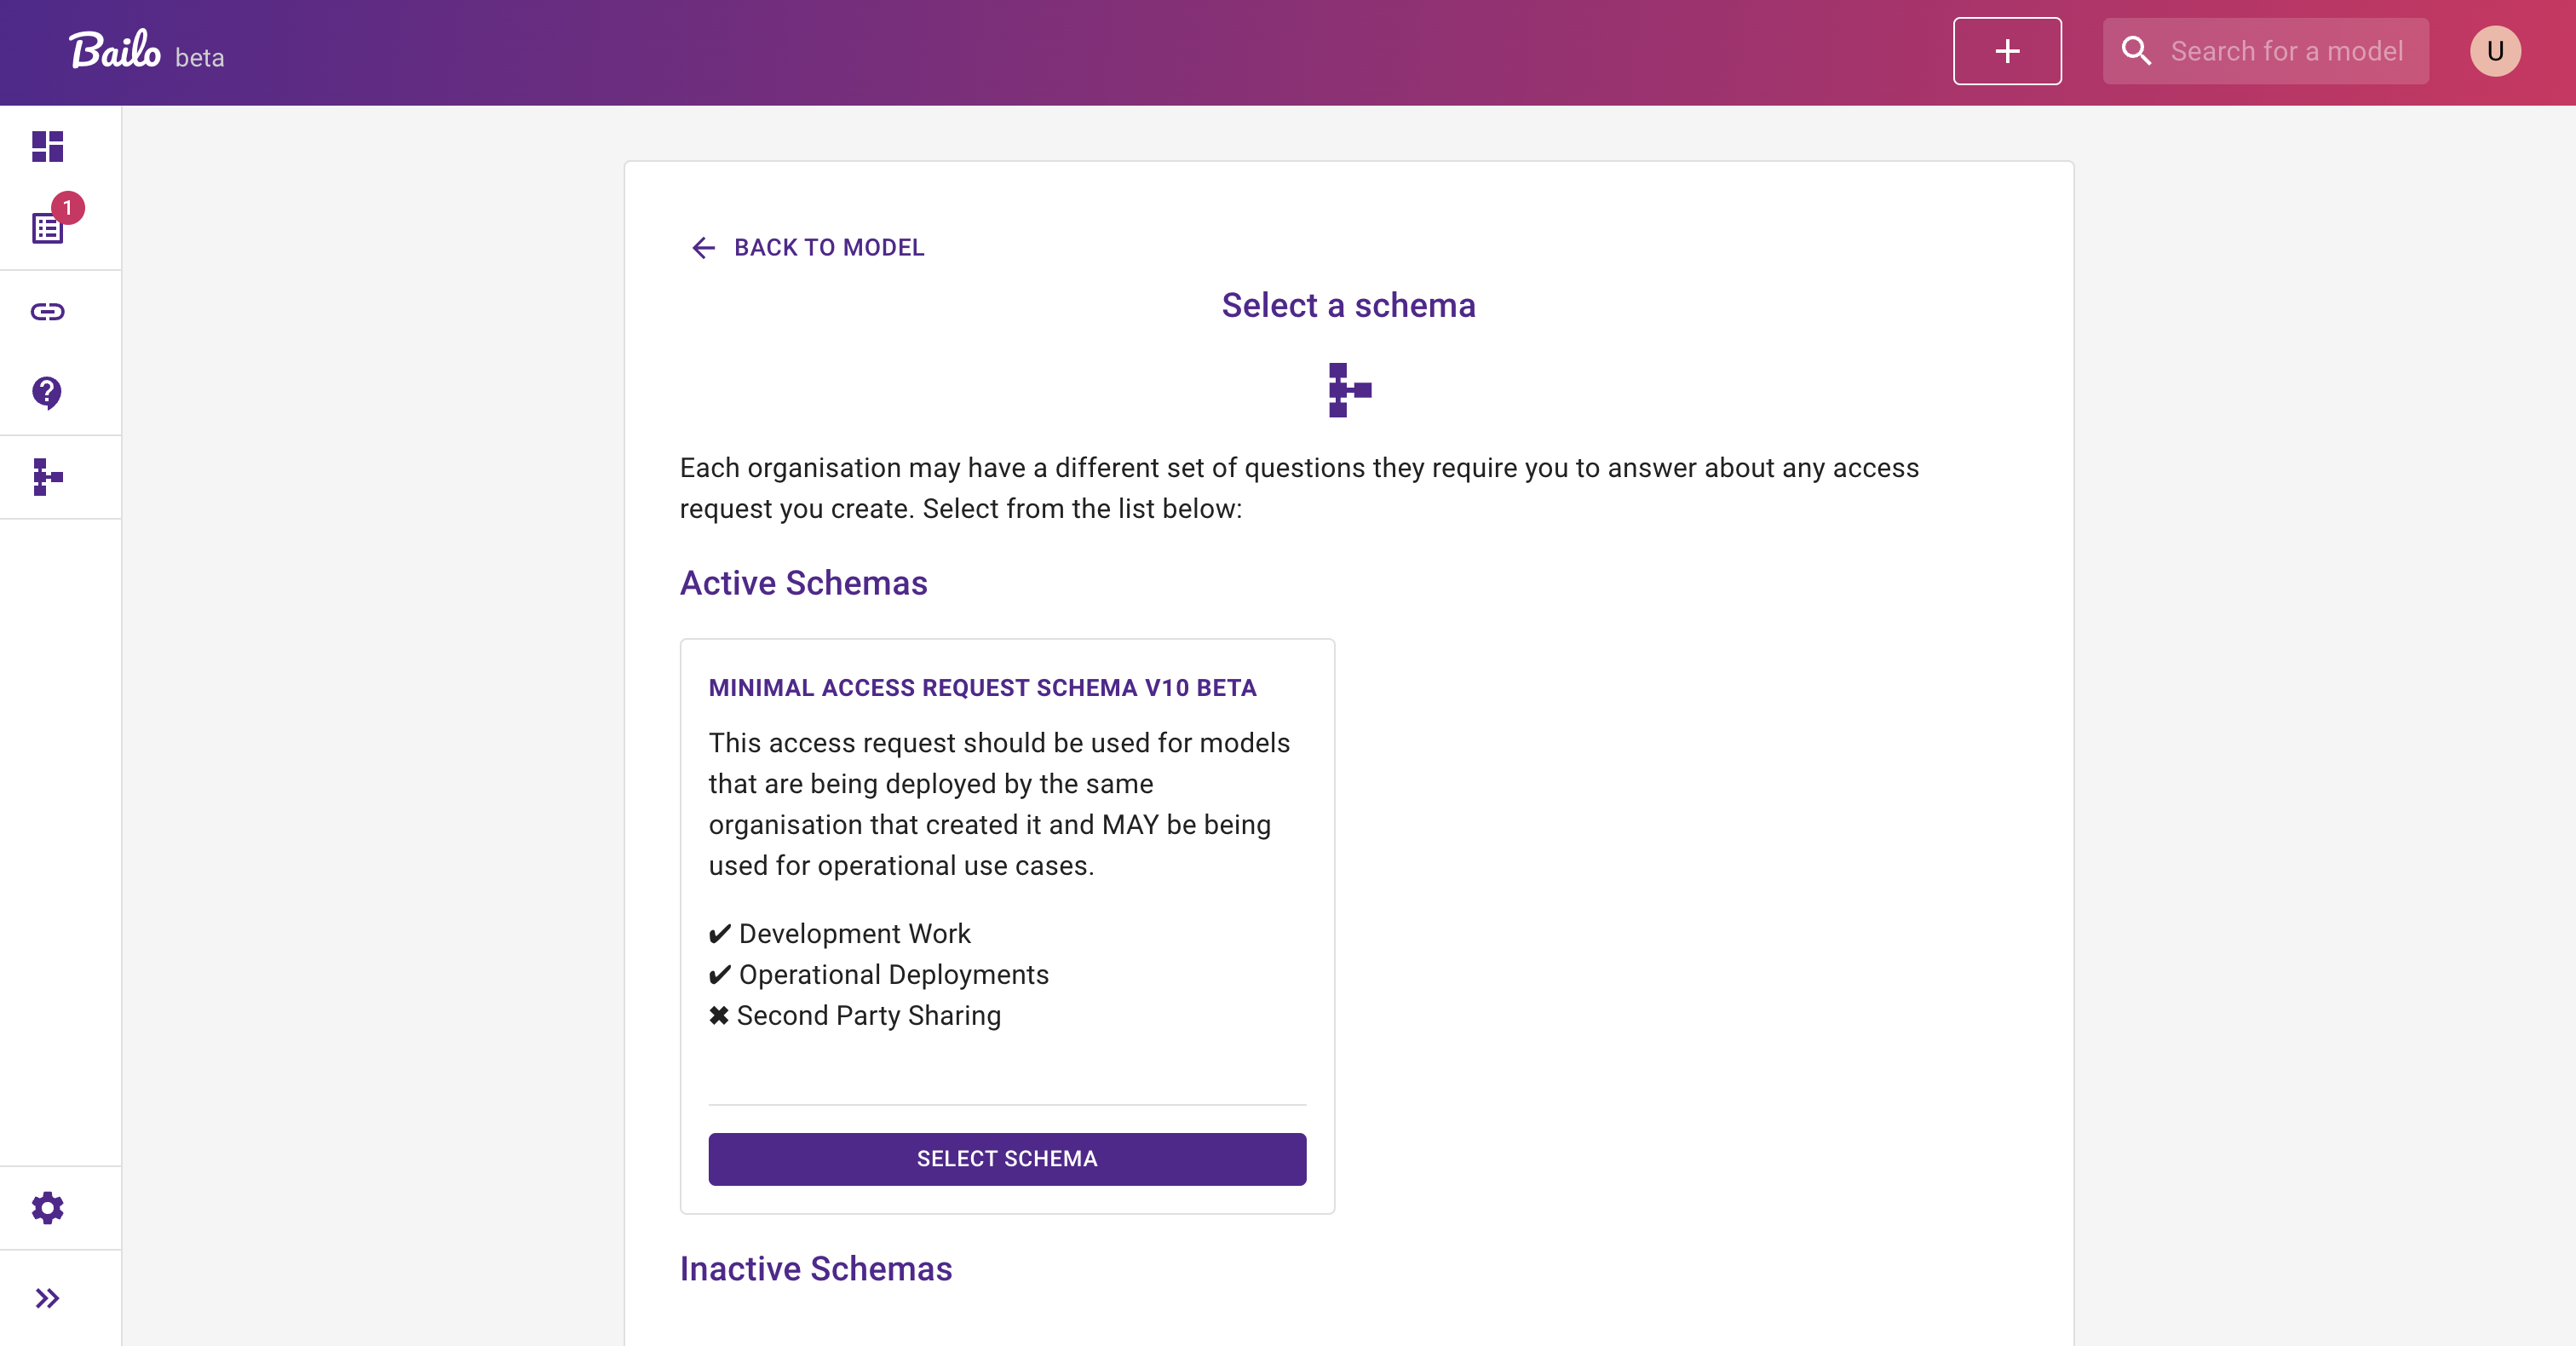 Bailo beta
+
Search for a model
U
1
BACK TO MODEL
Select a schema
Each organisation may have a different set of questions they require you to answer about any access
request you create. Select from the list below:
Active Schemas
MINIMAL ACCESS REQUEST SCHEMA V10 BETA
This access request should be used for models
that are being deployed by the same
organisation that created it and MAY be being
used for operational use cases.
✔ Development Work
✔ Operational Deployments
✖ Second Party Sharing
SELECT SCHEMA
Inactive Schemas